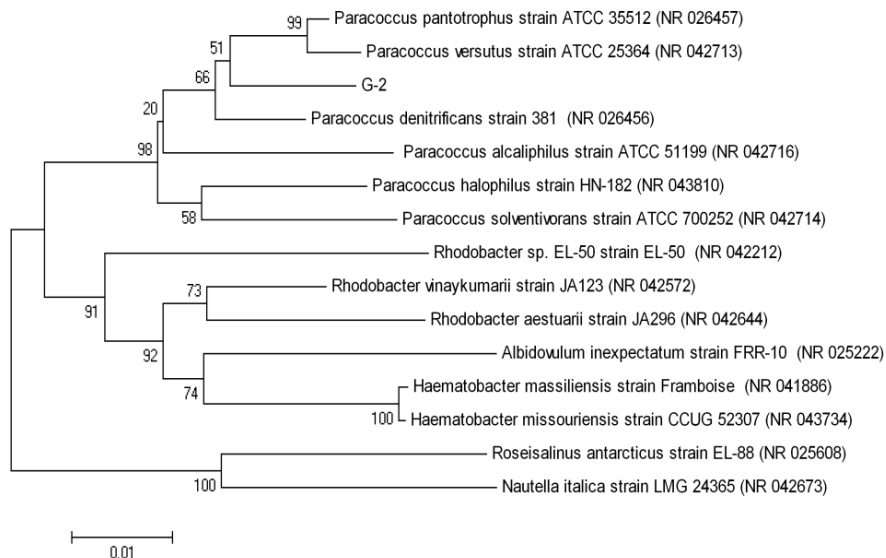 99 Paracoccus pantotrophus strain ATCC 35512 (NR 026457)
51 Paracoccus versutus strain ATCC 25364 (NR 042713)
66 G-2
20 Paracoccus denitrificans strain 381 (NR 026456)
98 Paracoccus alcaliphilus strain ATCC 51199 (NR 042716)
Paracoccus halophilus strain HN-182 (NR 043810)
58 Paracoccus solventivorans strain ATCC 700252 (NR 042714)
Rhodobacter sp. EL-50 strain EL-50 (NR 042212)
91 73 Rhodobacter vinaykumarii strain JA123 (NR 042572)
Rhodobacter aestuarii strain JA296 (NR 042644)
92 Albidovulum inexpectatum strain FRR-10 (NR 025222)
74 Haematobacter massiliensis strain Framboise (NR 041886)
100 Haematobacter missouriensis strain CCUG 52307 (NR 043734)
Roseisalinus antarcticus strain EL-88 (NR 025608)
100 Nautella italica strain LMG 24365 (NR 042673)
0.01